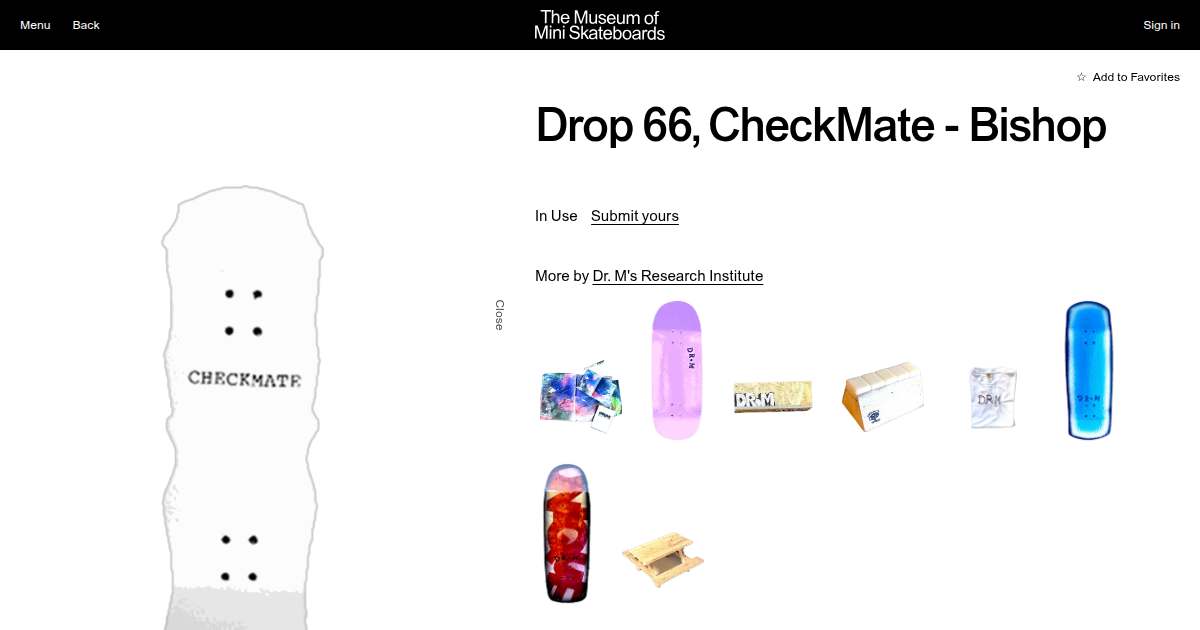 Menu Back
The Museum of
Mini Skateboards
Sign in
☆ Add to Favorites
Drop 66, CheckMate - Bishop
In Use Submit yours
More by Dr. M's Research Institute
Close
CHECKMATE
DR•M
DR•M
DR•M
DR•M